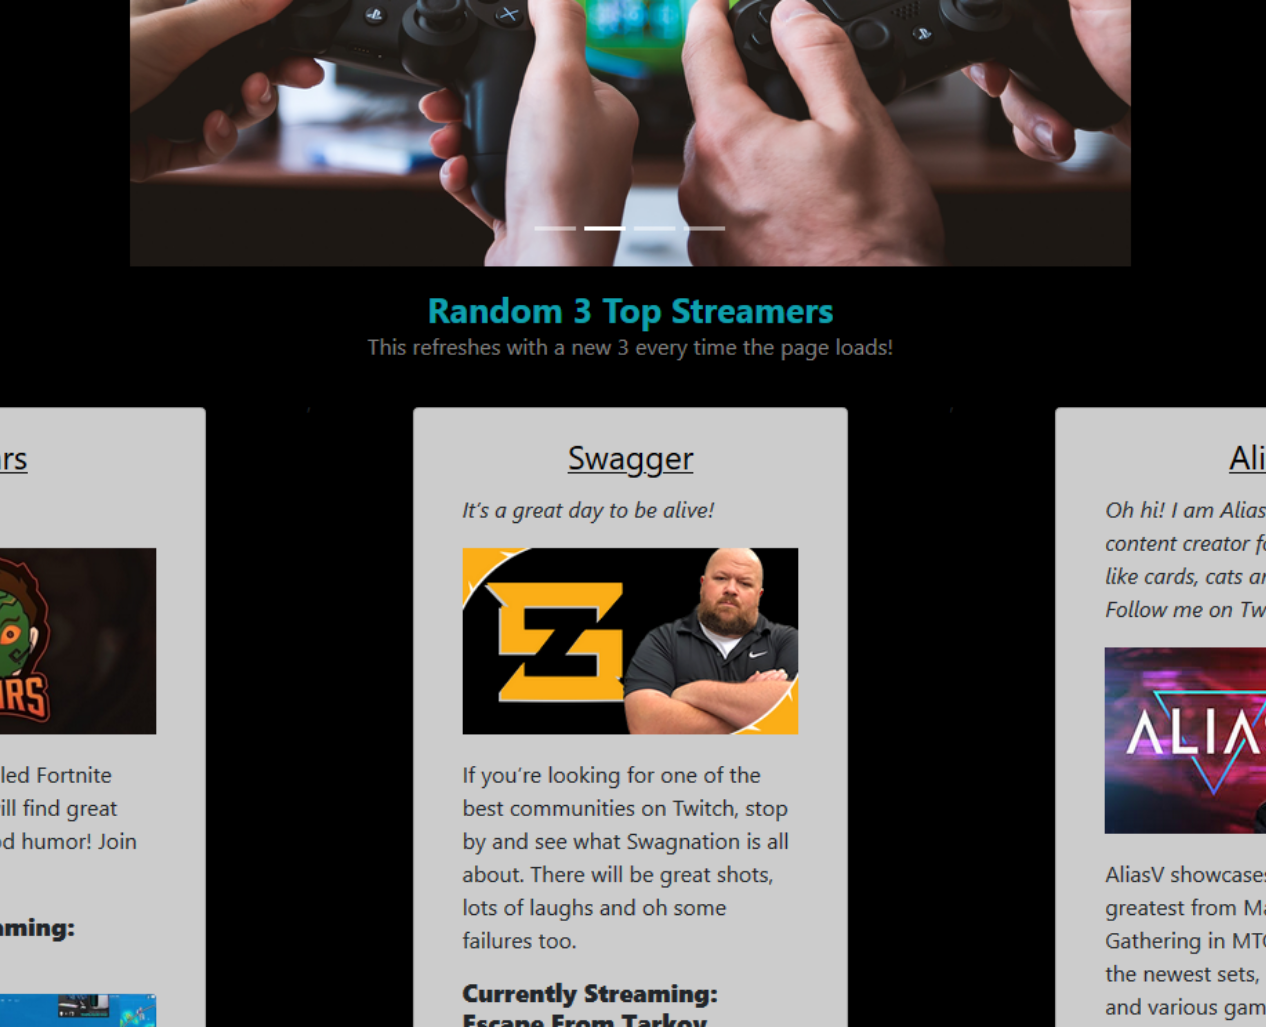 Random 3 Top Streamers
This refreshes with a new 3 every time the page loads!
rs
led Fortnite
ill find great
d humor! Join
aming:
Swagger
It's a great day to be alive!
If you're looking for one of the
best communities on Twitch, stop
by and see what Swagnation is all
about. There will be great shots,
lots of laughs and oh some
failures too.
Currently Streaming:
Escape From Tarkov
Ali
Oh hi! I am Alias
content creator fo
like cards, cats an
Follow me on Tw
ALIAS
AliasV showcases
greatest from Ma
Gathering in MTG
the newest sets,
and various gam